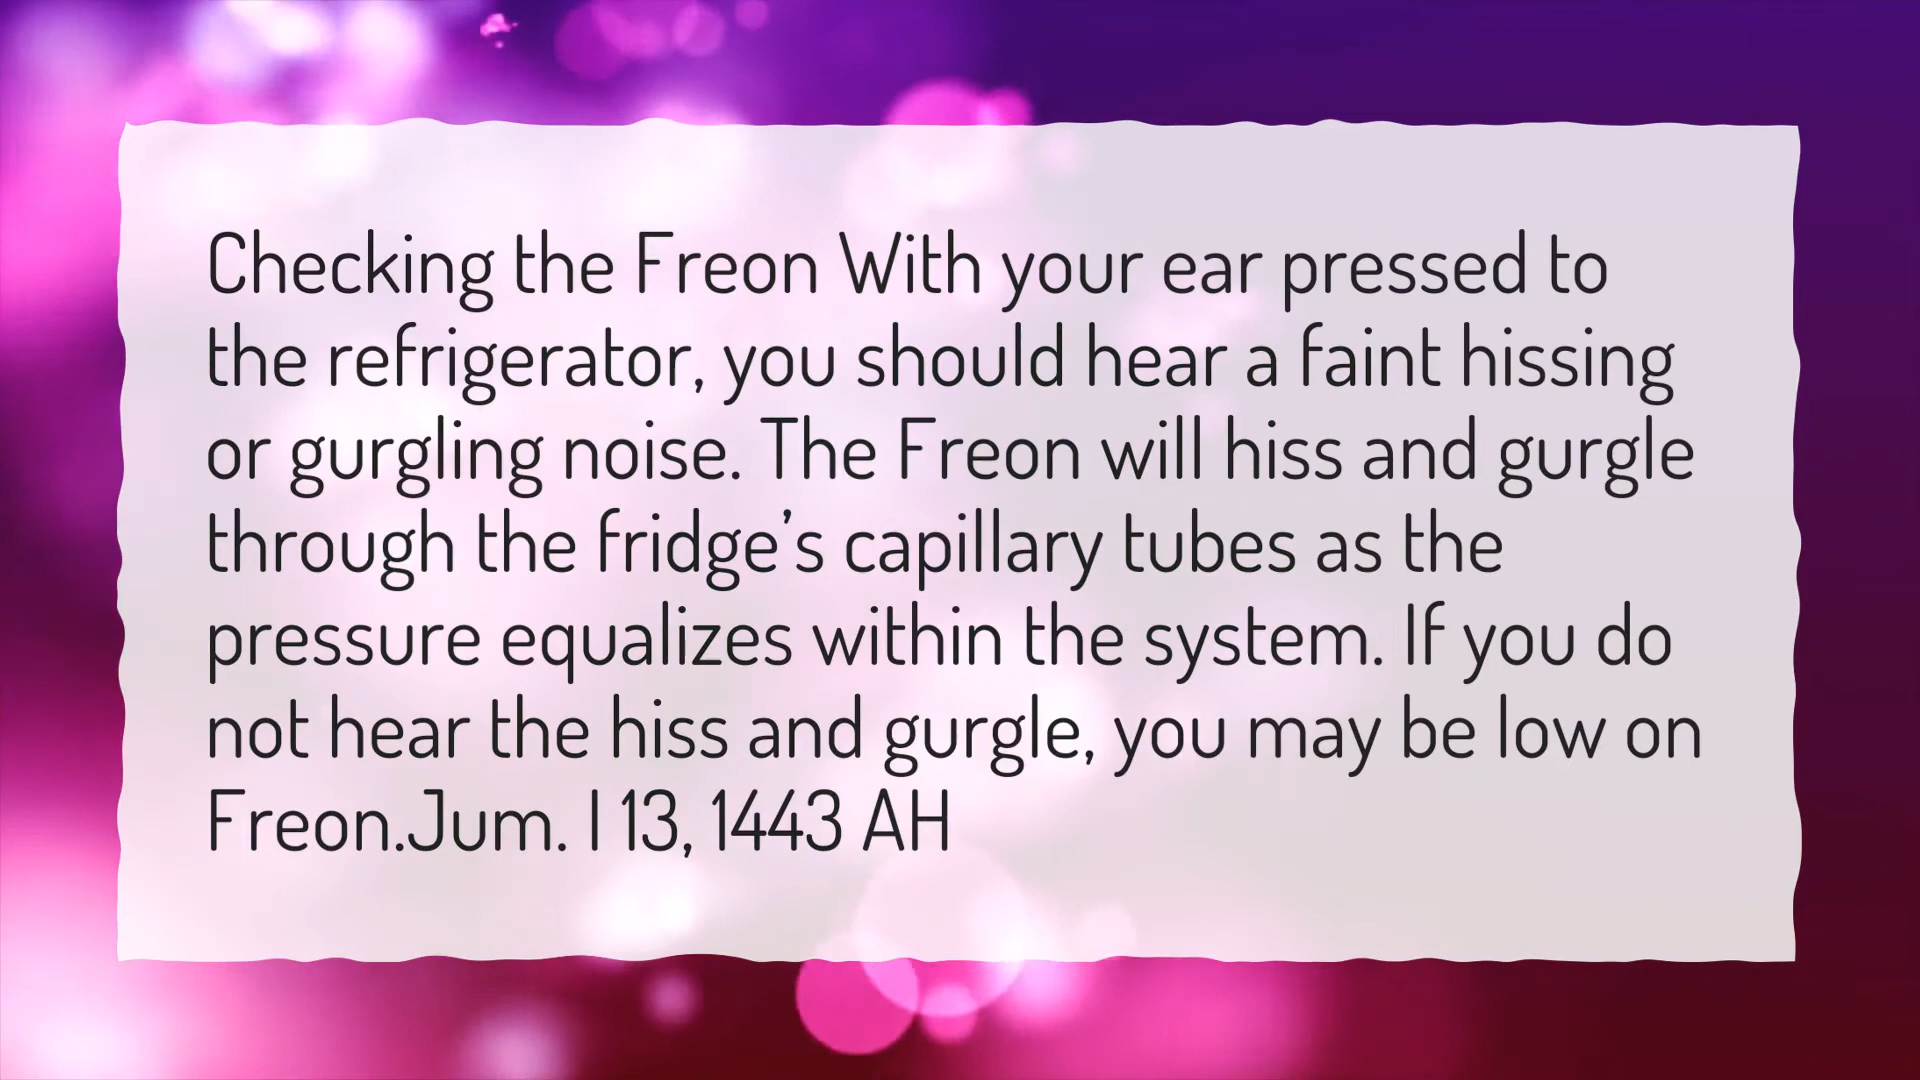 Checking the Freon With your ear pressed to
the refrigerator, you should hear a faint hissing
or gurgling noise. The Freon will hiss and gurgle
through the fridge’s capillary tubes as the
pressure equalizes within the system. If you do
not hear the hiss and gurgle, you may be low on
Freon.Jum. I 13, 1443 AH